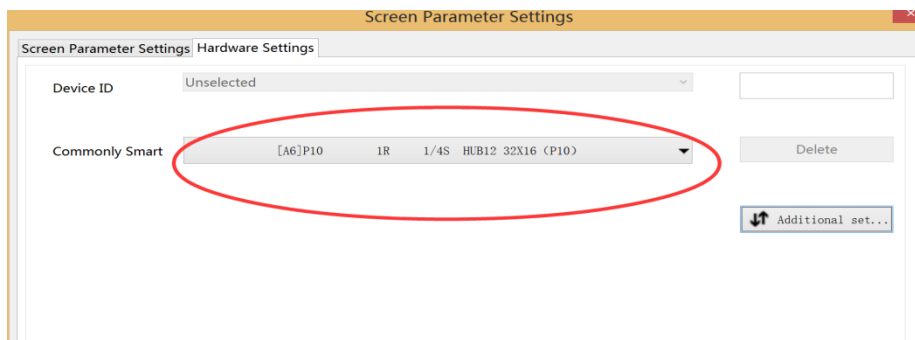 Screen Parameter Settings
Screen Parameter Settings Hardware Settings
Device ID Unselected
Commonly Smart [A6]P10 1R 1/4S HUB12 32X16 (P10) Delete
Additional set...